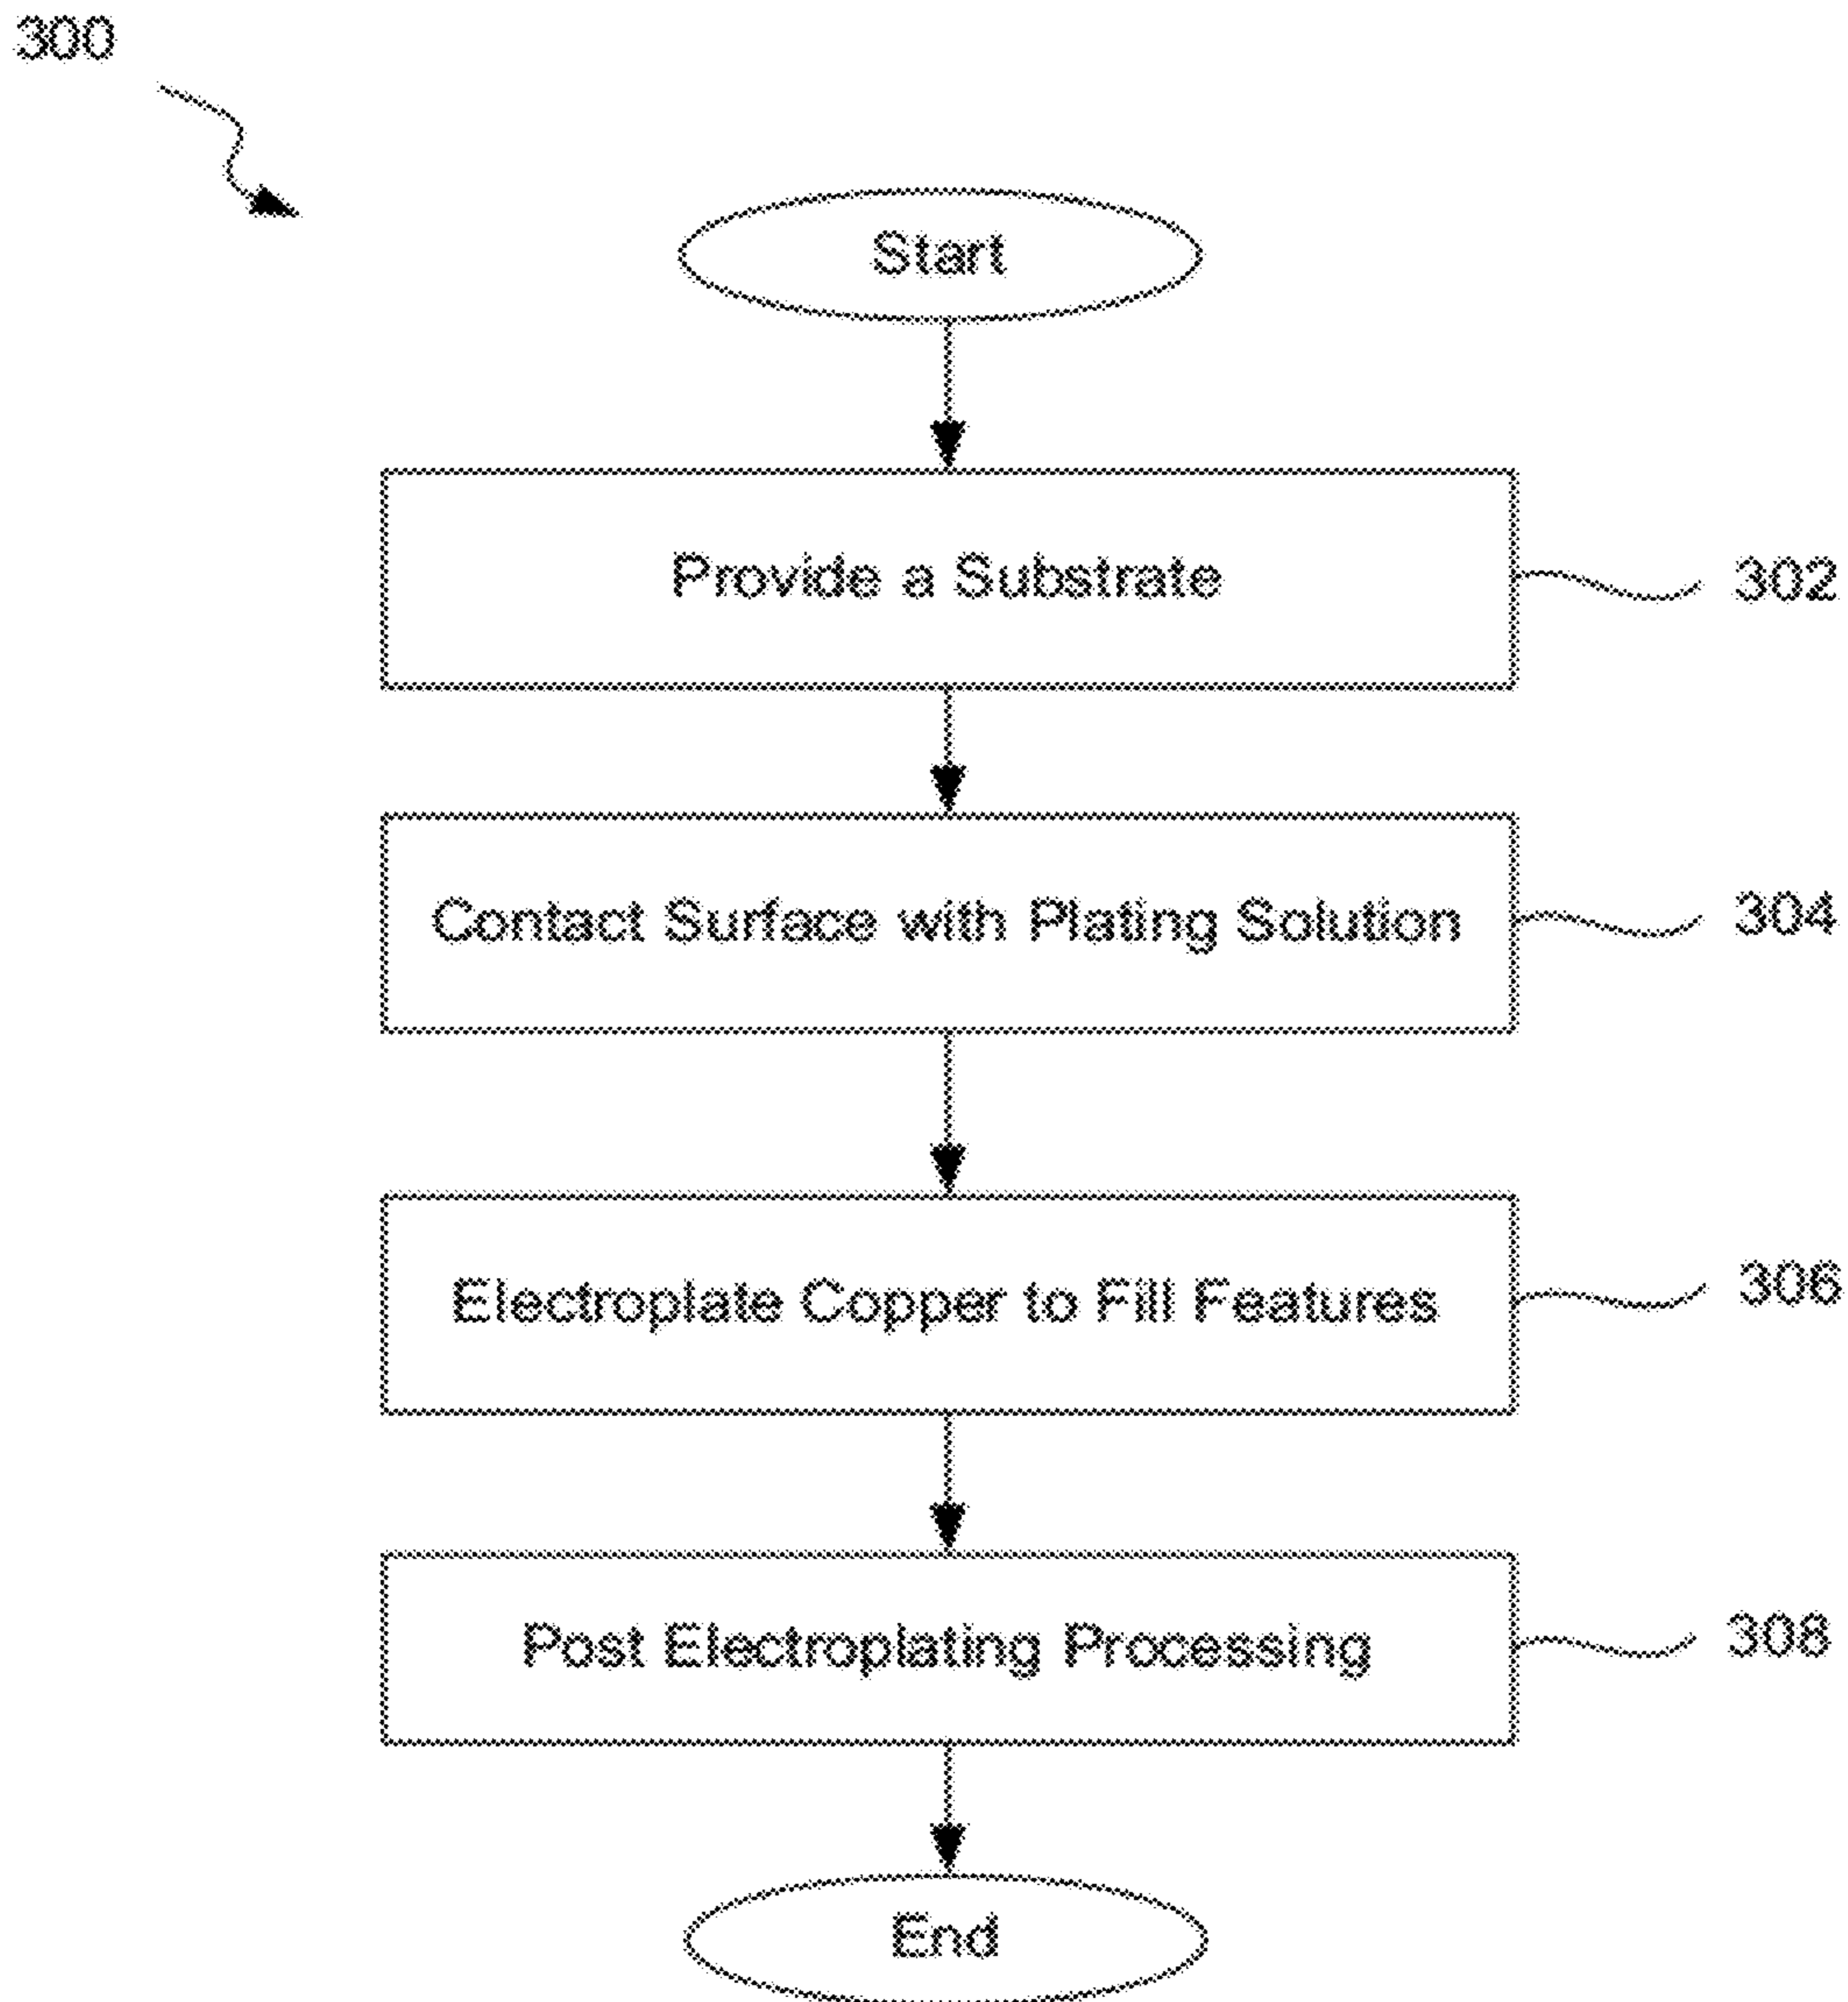 300
Start
Provide a Substrate
302
Contact Surface with Plating Solution
304
Electroplate Copper to Fill Features
306
Post Electroplating Processing
308
End